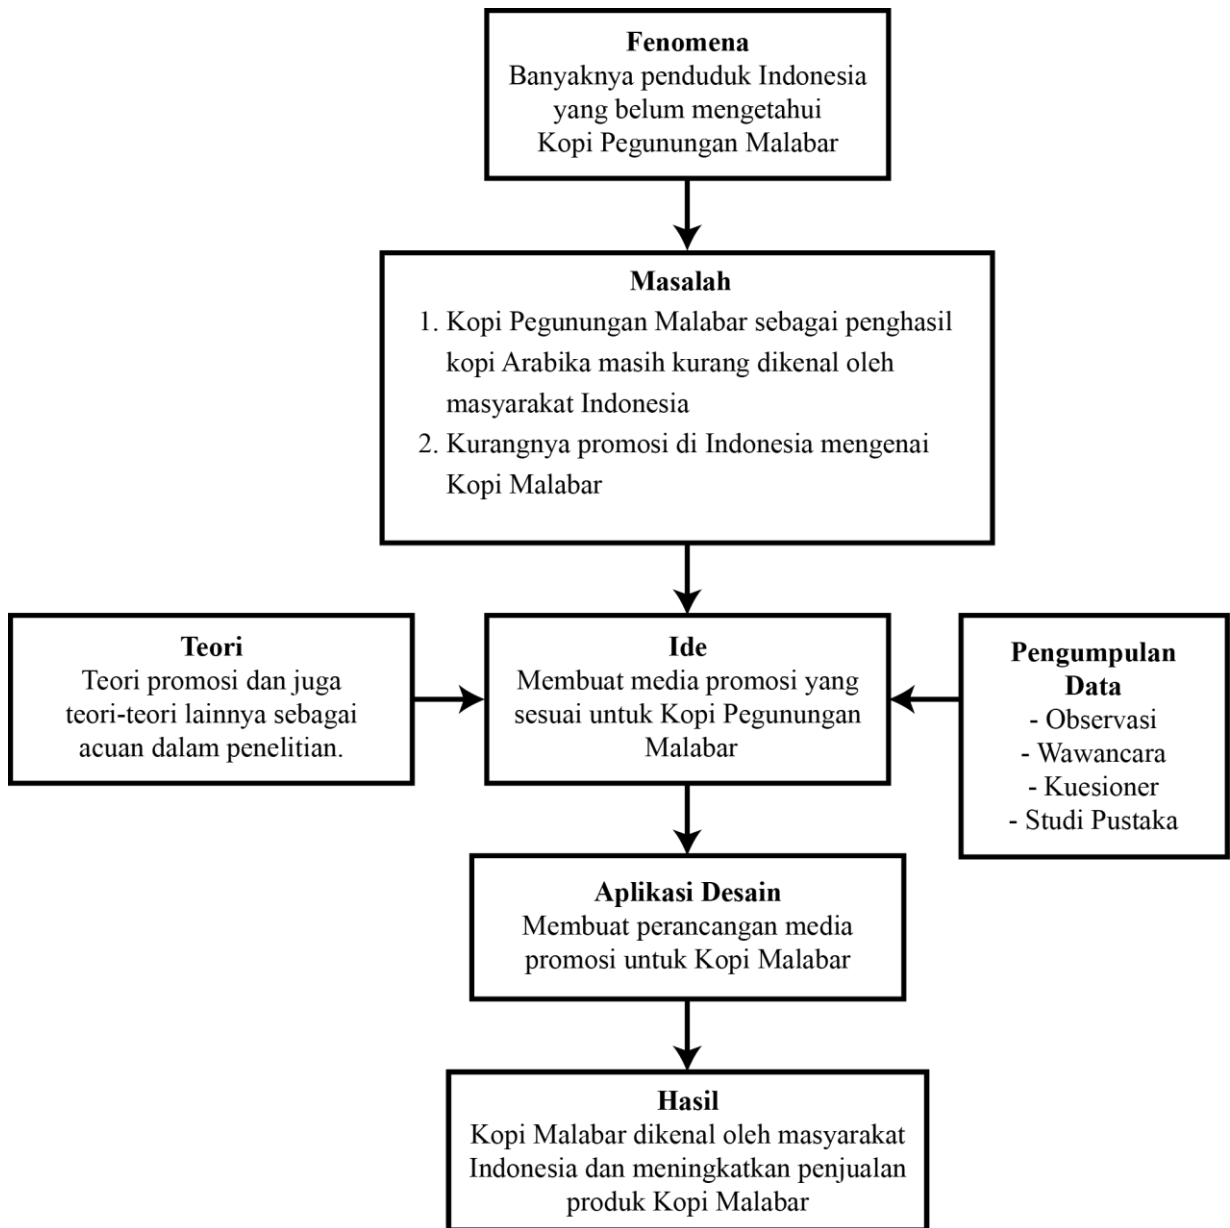 Fenomena
Banyaknya penduduk Indonesia
yang belum mengetahui
Kopi Pegunungan Malabar
Masalah
1. Kopi Pegunungan Malabar sebagai penghasil
kopi Arabika masih kurang dikenal oleh
masyarakat Indonesia
2. Kurangnya promosi di Indonesia mengenai
Kopi Malabar
Teori
Teori promosi dan juga
teori-teori lainnya sebagai
acuan dalam penelitian.
Ide
Membuat media promosi yang
sesuai untuk Kopi Pegunungan
Malabar
Pengumpulan
Data
- Observasi
- Wawancara
- Kuesioner
- Studi Pustaka
Aplikasi Desain
Membuat perancangan media
promosi untuk Kopi Malabar
Hasil
Kopi Malabar dikenal oleh masyarakat
Indonesia dan meningkatkan penjualan
produk Kopi Malabar